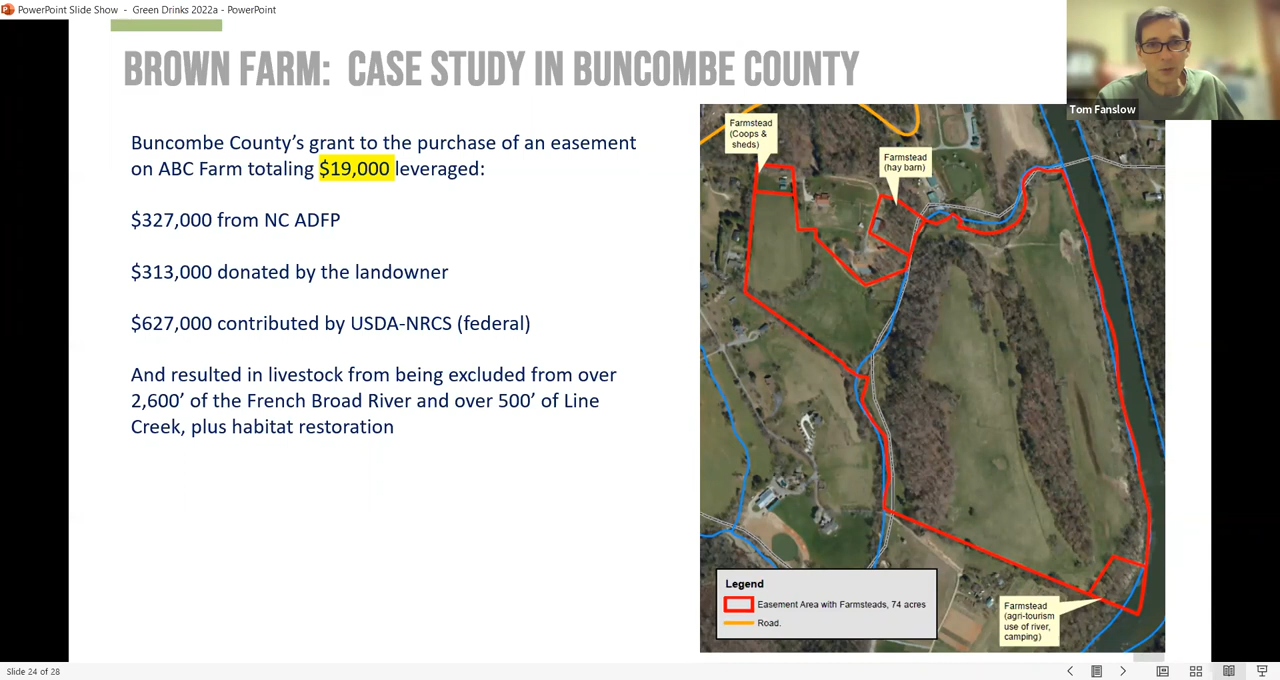 PowerPoint Slide Show - Green Drinks 2022a - PowerPoint
BROWN FARM: CASE STUDY IN BUNCOMBE COUNTY
Tom Fanslow
Buncombe County’s grant to the purchase of an easement
on ABC Farm totaling $19,000 leveraged:
$327,000 from NC ADFP
$313,000 donated by the landowner
$627,000 contributed by USDA-NRCS (federal)
And resulted in livestock from being excluded from over
2,600’ of the French Broad River and over 500’ of Line
Creek, plus habitat restoration
Farmstead
(Coops &
sheds)
Farmstead
(hay barn)
Legend
Easement Area with Farmsteads, 74 acres
Road.
Farmstead
(agri-tourism
use of river,
camping)
Slide 24 of 28